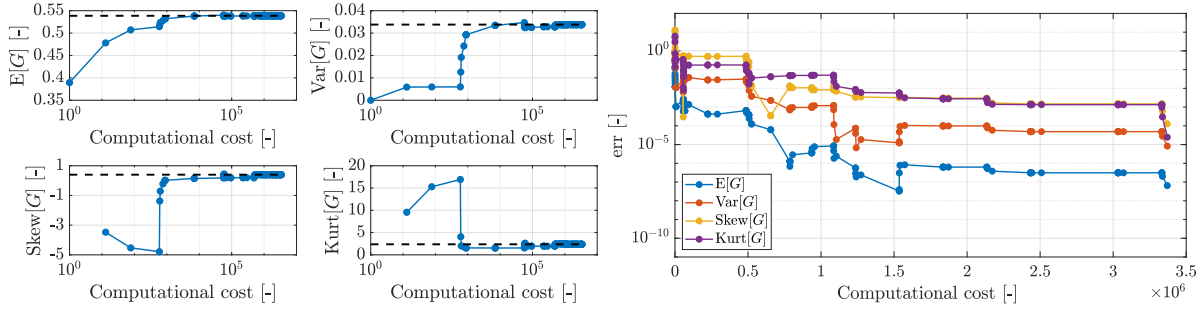 0.55
0.5
0.45
0.4
0.35
E[G] [-]
10^0
10^5
Computational cost [-]
0.04
0.03
0.02
0.01
0
Var[G] [-]
10^0
10^5
Computational cost [-]
1
-1
-3
-5
Skew[G] [-]
10^0
10^5
Computational cost [-]
20
15
10
5
0
Kurt[G] [-]
10^0
10^5
Computational cost [-]
10^0
10^-5
10^-10
err [-]
E[G]
Var[G]
Skew[G]
Kurt[G]
0
0.5
1
1.5
2
2.5
3
3.5
Computational cost [-]
×10^6